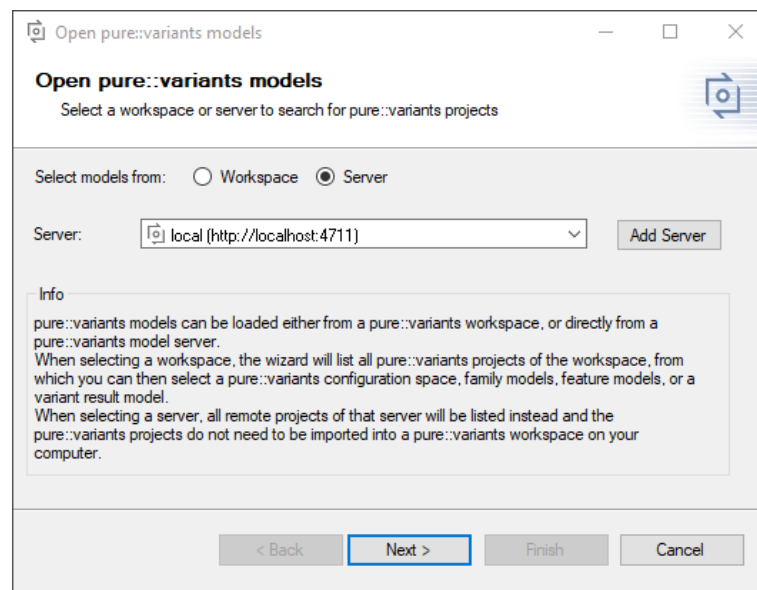 Open pure::variants models
Open pure::variants models
Select a workspace or server to search for pure::variants projects
Select models from: Workspace Server
Server: local (http://localhost:4711) Add Server
Info
pure::variants models can be loaded either from a pure::variants workspace, or directly from a
pure::variants model server.
When selecting a workspace, the wizard will list all pure::variants projects of the workspace, from
which you can then select a pure::variants configuration space, family models, feature models, or a
variant result model.
When selecting a server, all remote projects of that server will be listed instead and the
pure::variants projects do not need to be imported into a pure::variants workspace on your
computer.
< Back Next > Finish Cancel